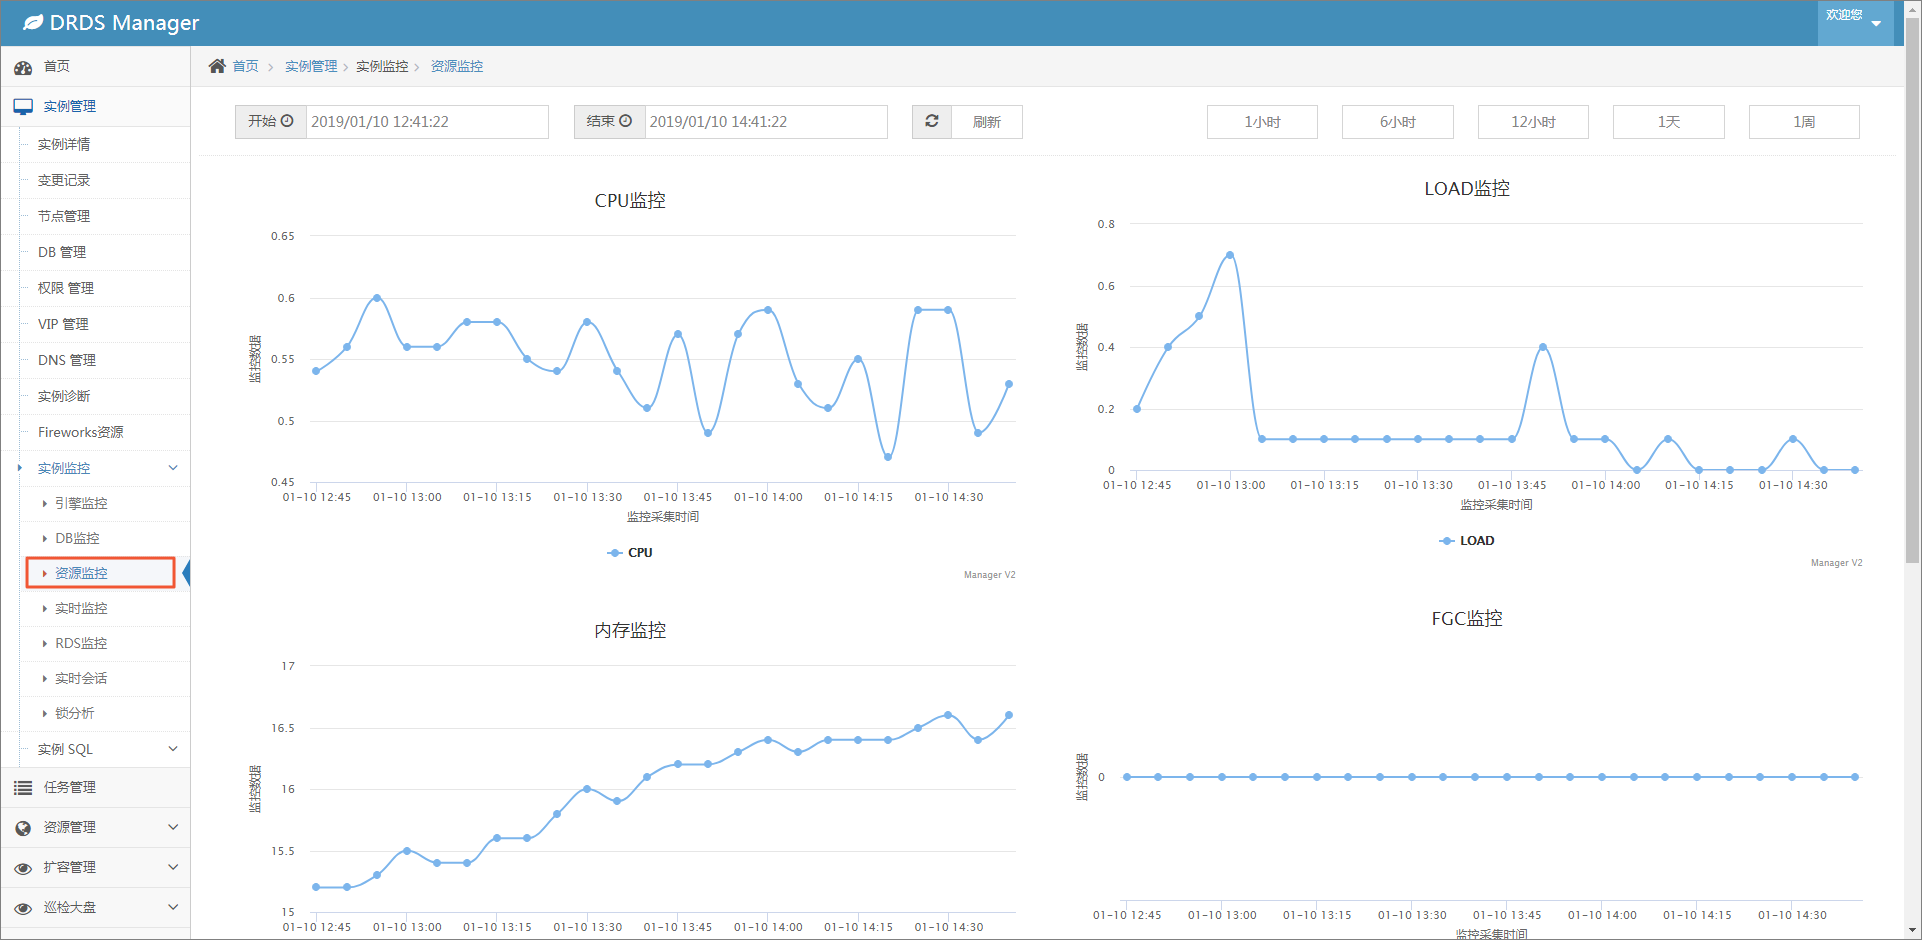 DRDS Manager
欢迎您
首页
实例管理
实例详情
变更记录
节点管理
DB 管理
权限 管理
VIP 管理
DNS 管理
实例诊断
Fireworks资源
实例监控
引擎监控
DB监控
资源监控
实时监控
RDS监控
实时会话
锁分析
实例 SQL
任务管理
资源管理
扩容管理
巡检大盘
首页 > 实例管理 > 实例监控 > 资源监控
开始 2019/01/10 12:41:22 结束 2019/01/10 14:41:22 刷新 1小时 6小时 12小时 1天 1周
CPU监控
监控数据
0.65
0.6
0.55
0.5
0.45
01-10 12:45 01-10 13:00 01-10 13:15 01-10 13:30 01-10 13:45 01-10 14:00 01-10 14:15 01-10 14:30
监控采集时间
CPU
Manager V2
LOAD监控
监控数据
0.8
0.6
0.4
0.2
0
01-10 12:45 01-10 13:00 01-10 13:15 01-10 13:30 01-10 13:45 01-10 14:00 01-10 14:15 01-10 14:30
监控采集时间
LOAD
Manager V2
内存监控
监控数据
17
16.5
16
15.5
15
01-10 12:45 01-10 13:00 01-10 13:15 01-10 13:30 01-10 13:45 01-10 14:00 01-10 14:15 01-10 14:30
FGC监控
监控数据
0
01-10 12:45 01-10 13:00 01-10 13:15 01-10 13:30 01-10 13:45 01-10 14:00 01-10 14:15 01-10 14:30
监控采集时间